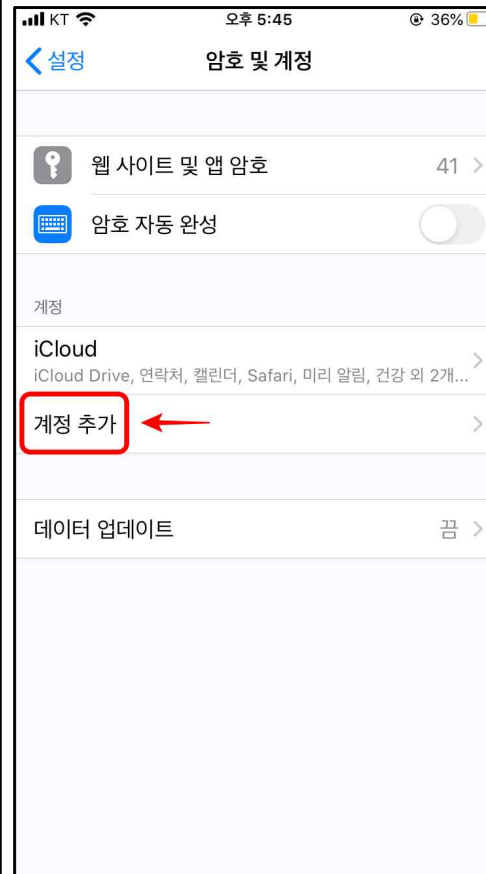 KT 오후 5:45 36%
설정 암호 및 계정
웹 사이트 및 앱 암호 41
암호 자동 완성
계정
iCloud
iCloud Drive, 연락처, 캘린더, Safari, 미리 알림, 건강 외 2개...
계정 추가
데이터 업데이트 끔